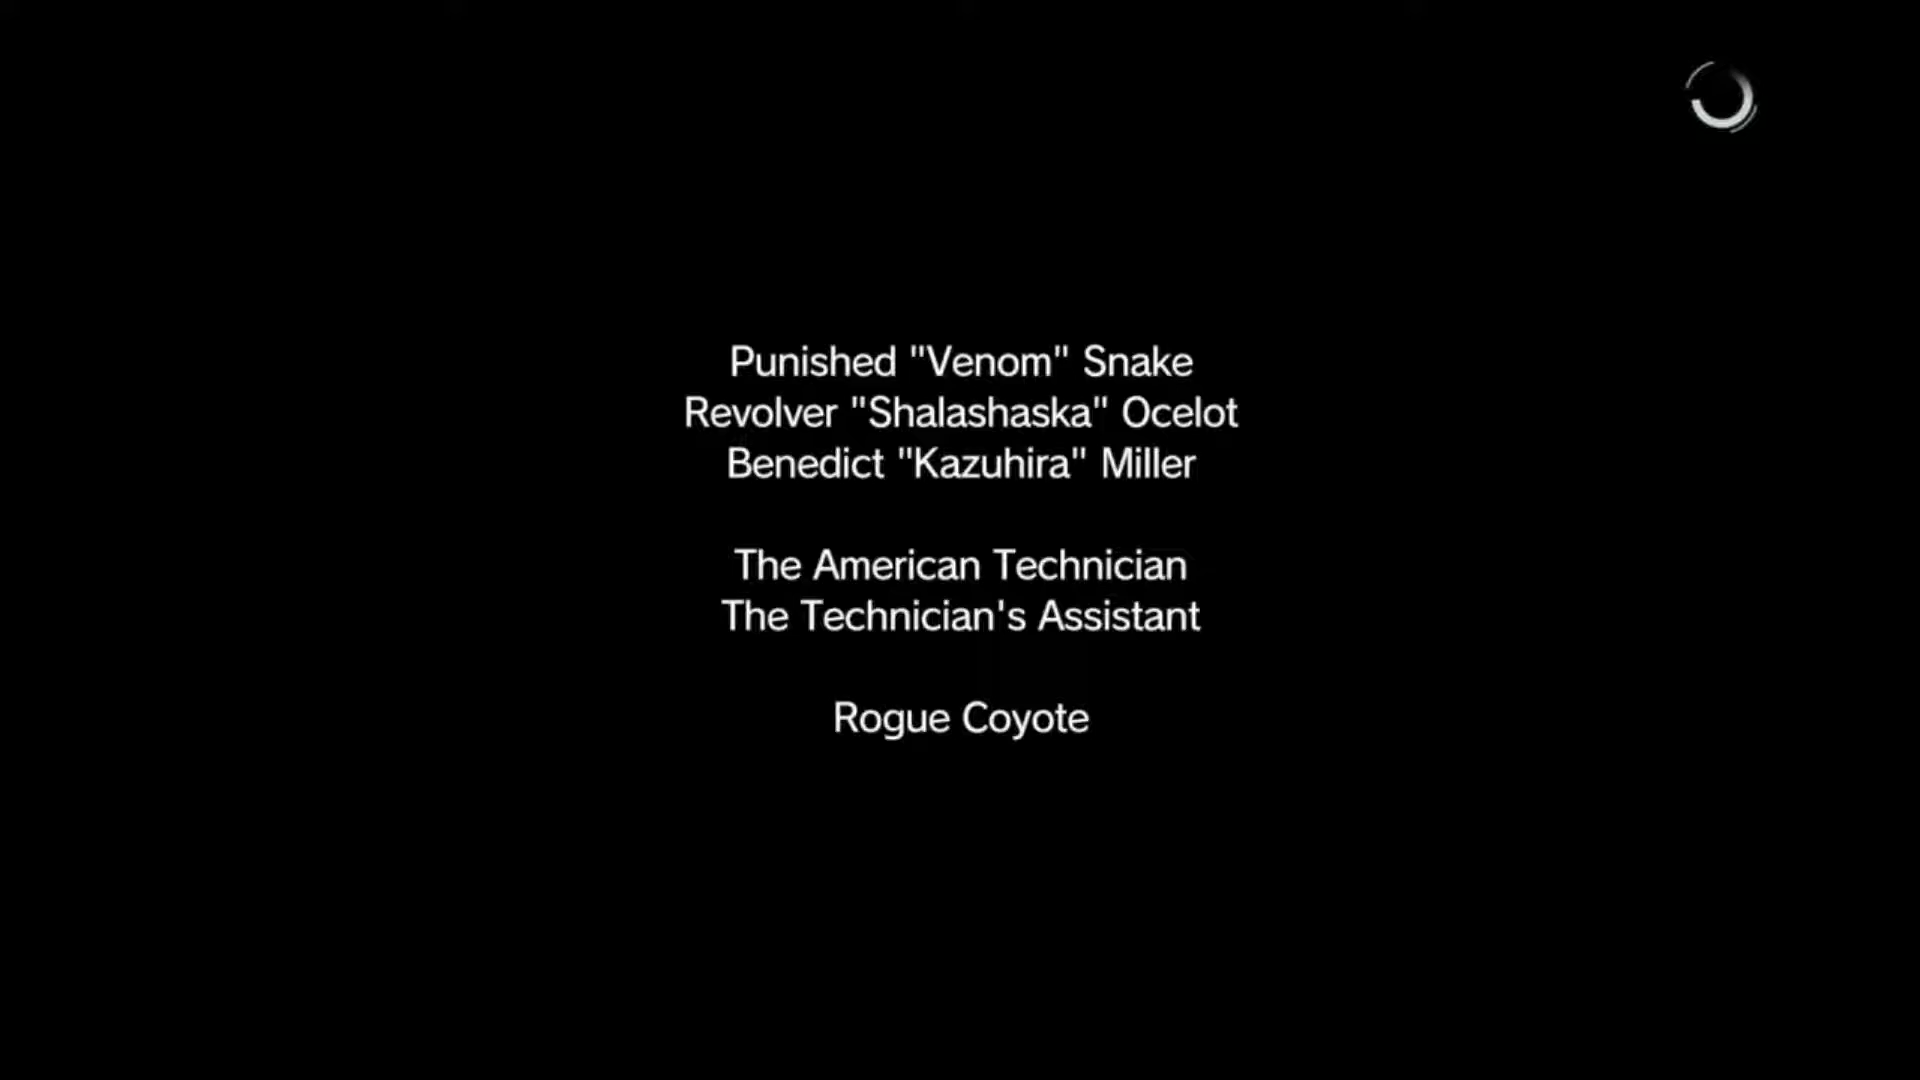 Punished "Venom" Snake
Revolver "Shalashaska" Ocelot
Benedict "Kazuhira" Miller
The American Technician
The Technician's Assistant
Rogue Coyote